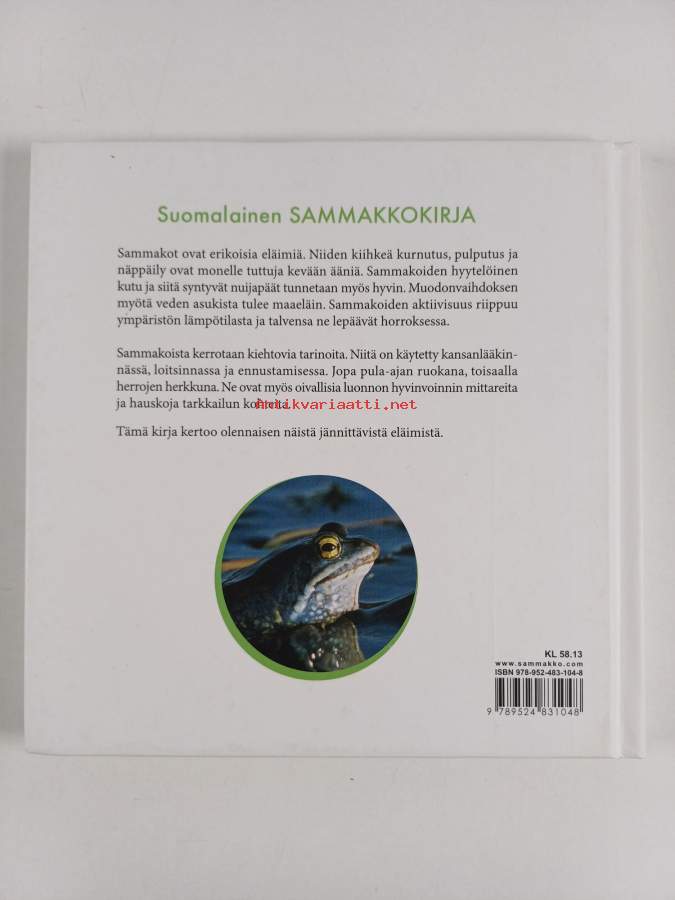 Suomalainen SAMMAKKOKIRJA
Sammakot ovat erikoisia eläimiä. Niiden kiihkeä kurnutus, pulputus ja
näppäily ovat monelle tuttuja kevään ääniä. Sammakoiden hyytelöinen
kutu ja siitä syntyvät nuijapäät tunnetaan myös hyvin. Muodonvaihdoksen
myötä veden asukista tulee maaeläin. Sammakoiden aktiivisuus riippuu
ympäristön lämpötilasta ja talvensa ne lepäävät horroksessa.
Sammakoista kerrotaan kiehtovia tarinoita. Niitä on käytetty kansanlääkin-
nässä, loitsinnassa ja ennustamisessa. Jopa pula-ajan ruokana, toisaalla
herrojen herkkuna. Ne ovat myös oivallisia luonnon hyvinvoinnin mittareita
ja hauskoja tarkkailun kohteita.
antikvariaatti.net
Tämä kirja kertoo olennaisen näistä jännittävistä eläimistä.
KL 58.13
www.sammakko.com
ISBN 978-952-483-104-8
9 789524 831048